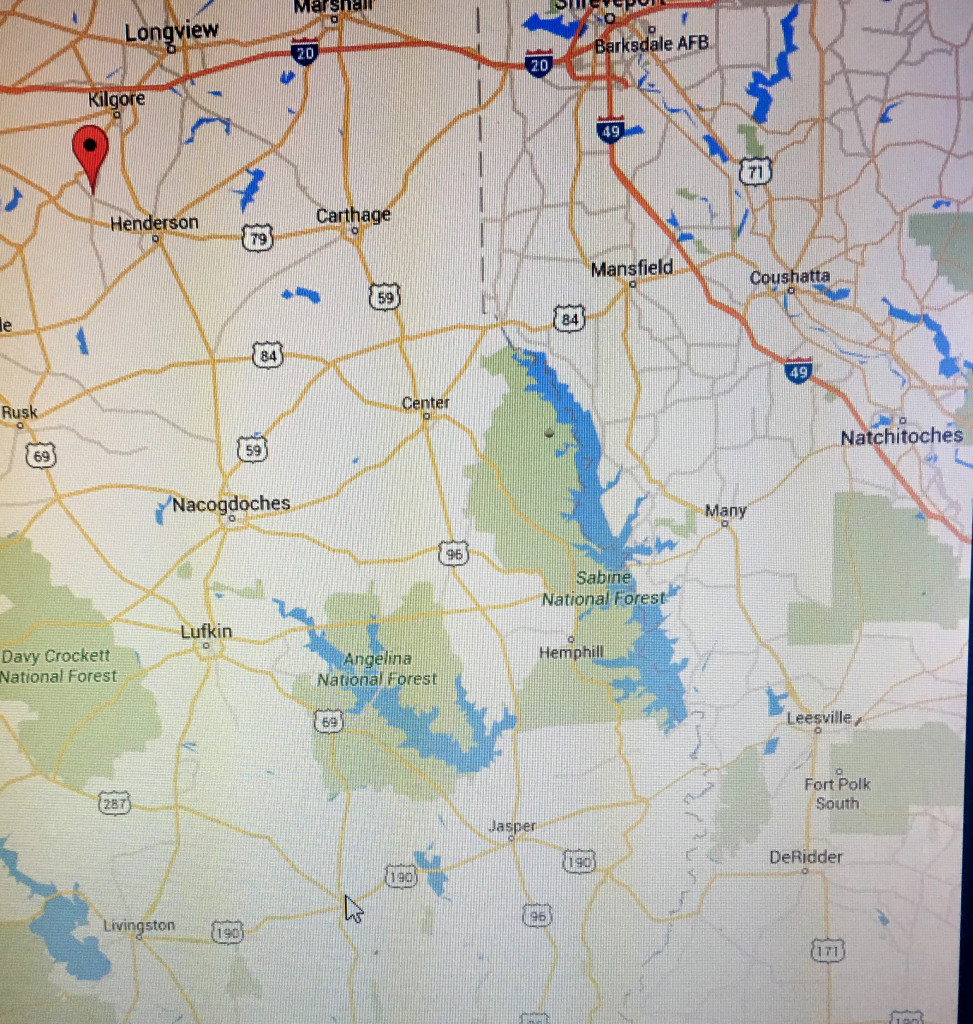 Marshall
Shreveport
Longview
20
Barksdale AFB
20
Kilgore
49
71
Henderson
79
Carthage
59
Mansfield
Coushatta
84
84
49
Center
Rusk
69
59
Natchitoches
Nacogdoches
Many
96
Sabine
National Forest
Lufkin
Hemphill
Davy Crockett
National Forest
Angelina
National Forest
69
Leesville
Fort Polk
South
287
Jasper
190
DeRidder
190
96
Livingston
190
171
190